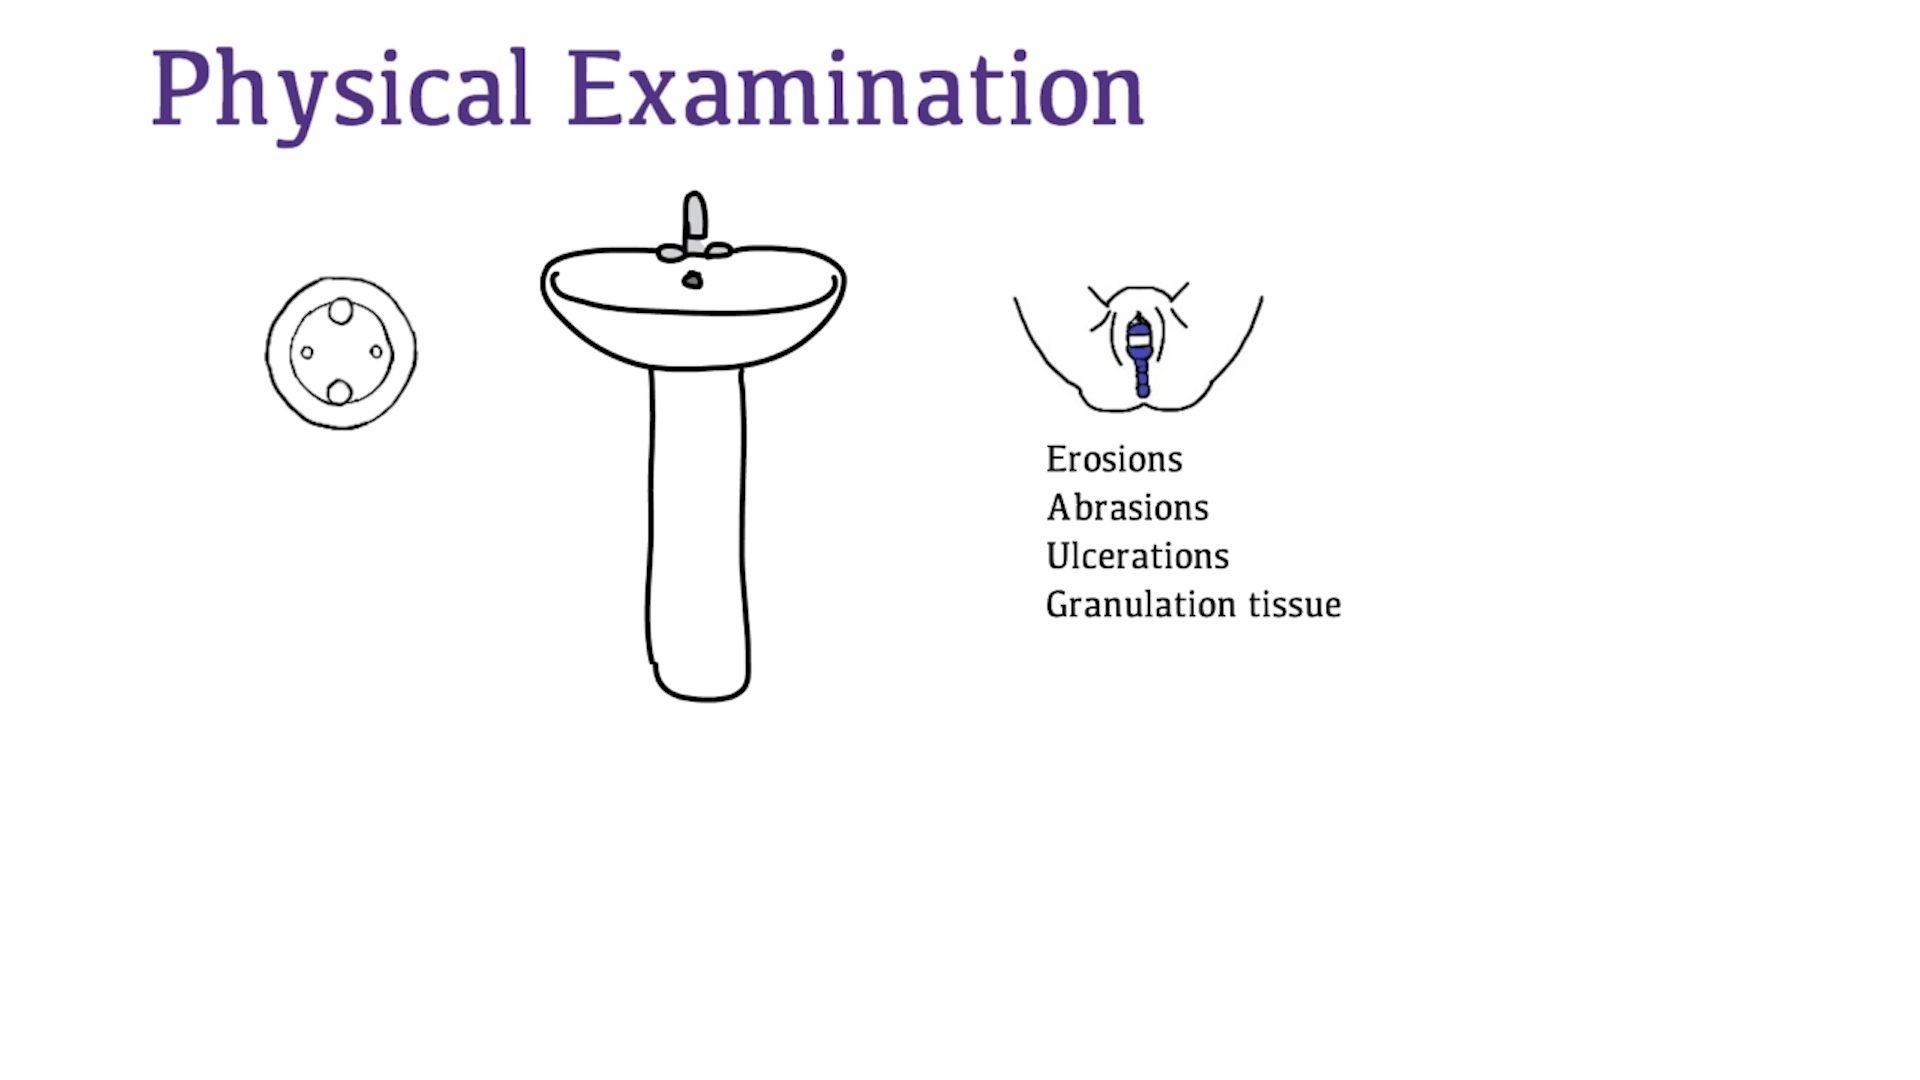 Physical Examination
Erosions
Abrasions
Ulcerations
Granulation tissue